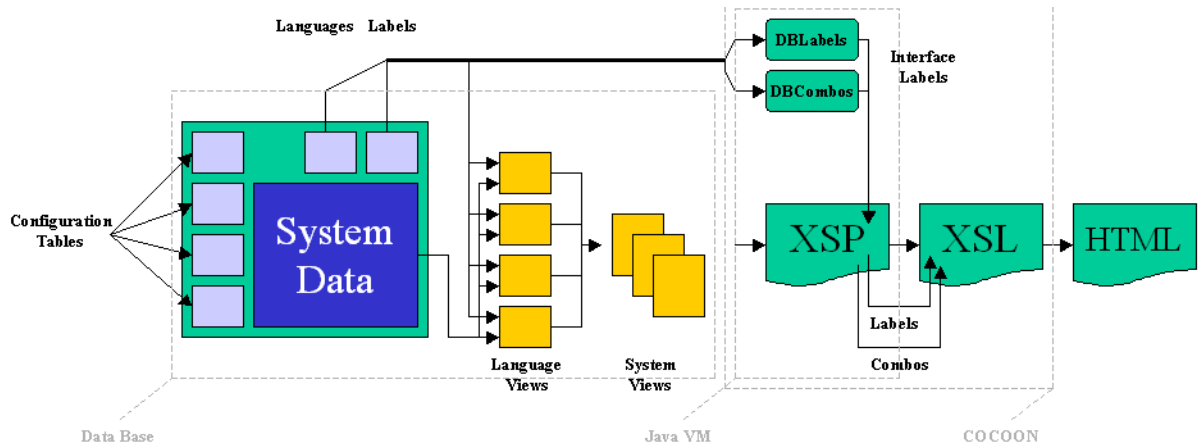 Languages Labels
DBLabels
Interface
Labels
DBCombos
Configuration
Tables
System
Data
XSP
XSL
HTML
Labels
Combos
Language
Views
System
Views
Data Base
Java VM
COCOON